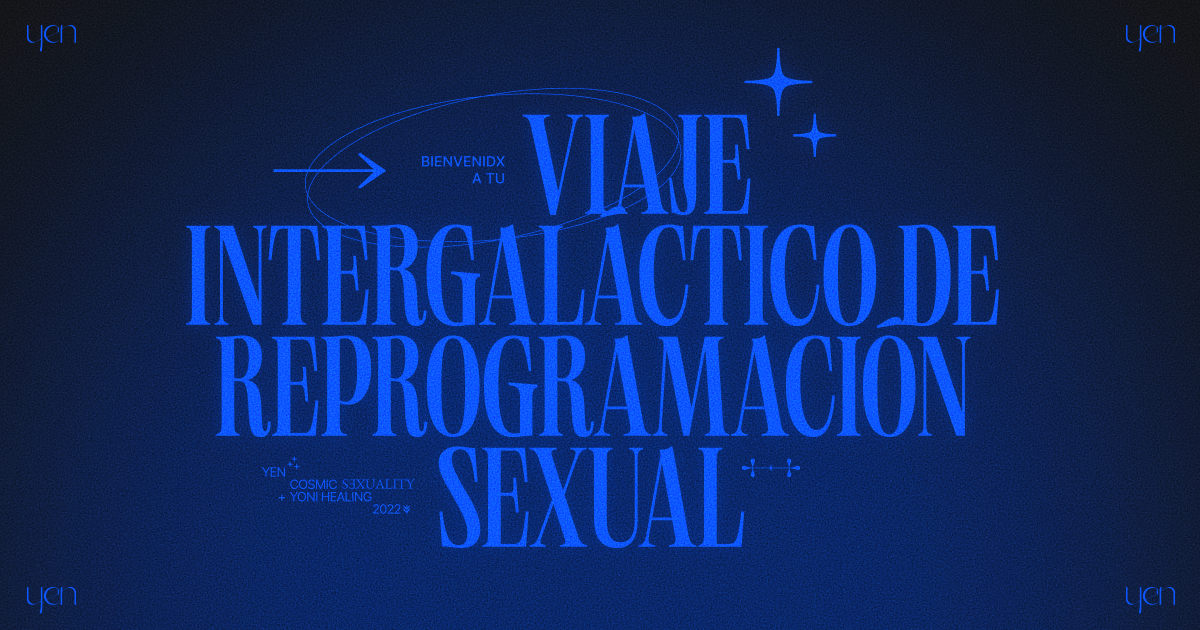 yen
yen
BIENVENIDX
A TU
VIAJE
INTERGALÁCTICO DE
REPROGRAMACIÓN
SEXUAL
YEN
COSMIC SEXUALITY
+ YONI HEALING
2022
yen
yen